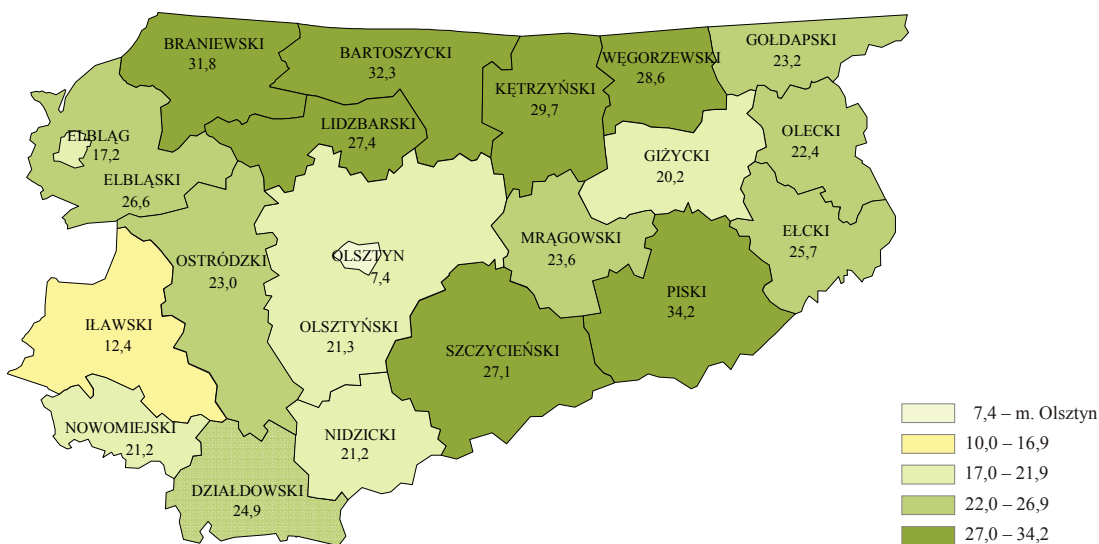 BRANIEWSKI
31,8
BARTOSZYCKI
32,3
KĘTRZYŃSKI
29,7
WĘGORZEWSKI
28,6
GOŁDAPSKI
23,2
ELBLĄG
17,2
ELBLĄSKI
26,6
LIDZBARSKI
27,4
GIŻYCKI
20,2
OLECKI
22,4
OSTRÓDZKI
23,0
OLSZTYN
7,4
OLSZTYŃSKI
21,3
MRĄGOWSKI
23,6
EŁCKI
25,7
IŁAWSKI
12,4
SZCZYCIEŃSKI
27,1
PISKI
34,2
NOWOMIEJSKI
21,2
NIDZICKI
21,2
DZIAŁDOWSKI
24,9
7,4 – m. Olsztyn
10,0 – 16,9
17,0 – 21,9
22,0 – 26,9
27,0 – 34,2